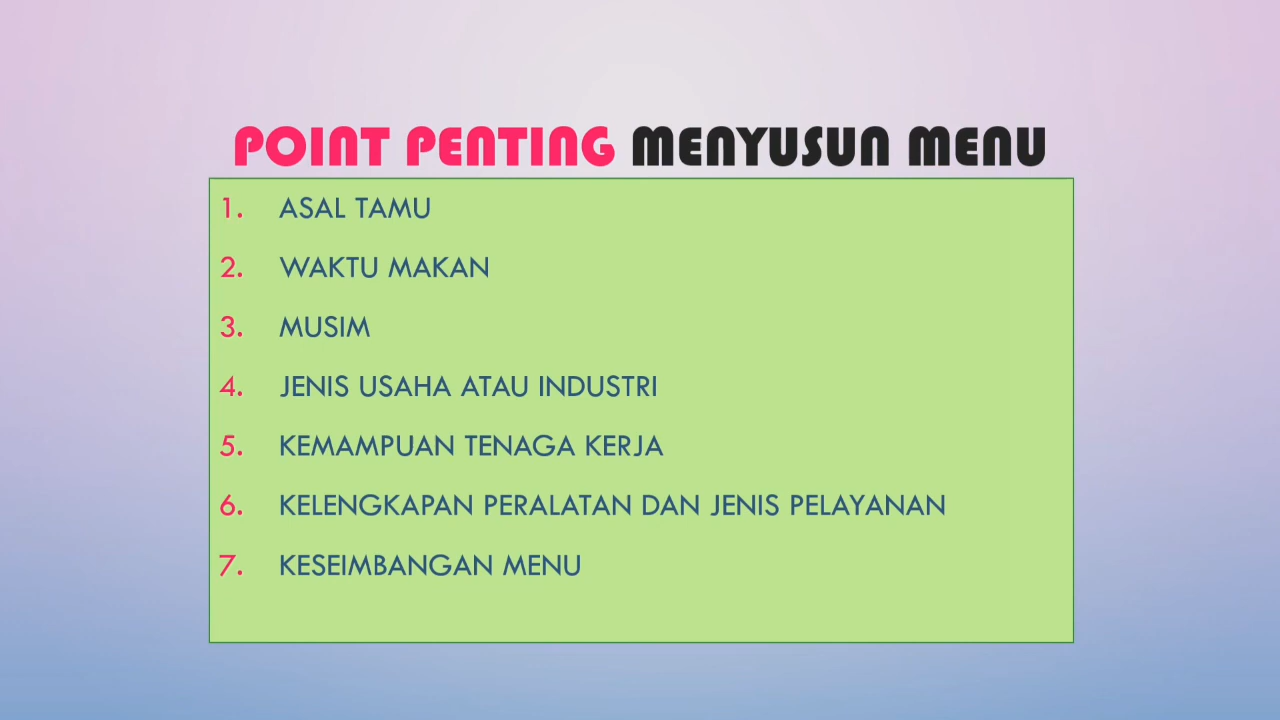 POINT PENTING MENYUSUN MENU
1. ASAL TAMU
2. WAKTU MAKAN
3. MUSIM
4. JENIS USAHA ATAU INDUSTRI
5. KEMAMPUAN TENAGA KERJA
6. KELENGKAPAN PERALATAN DAN JENIS PELAYANAN
7. KESEIMBANGAN MENU